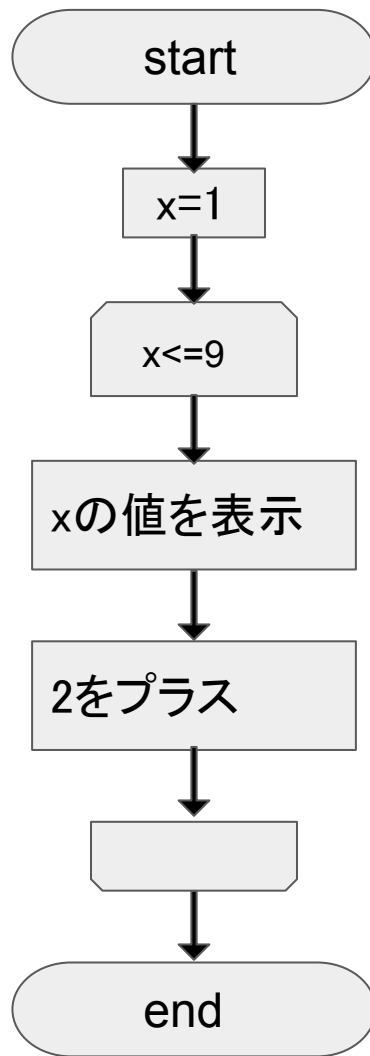 start
x=1
x<=9
xの値を表示
2をプラス
end